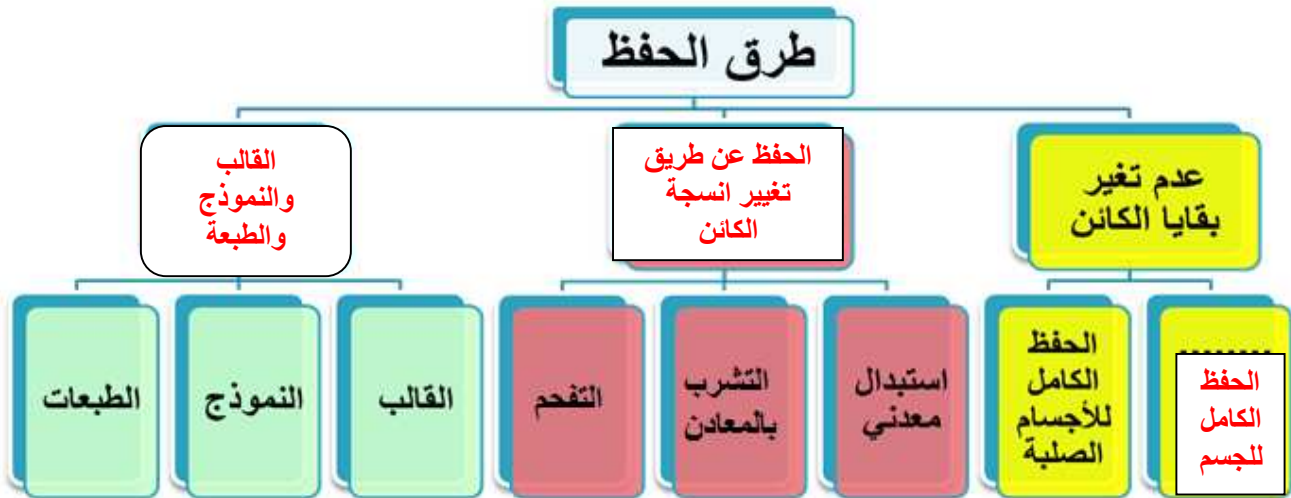 طرق الحفظ
عدم تغير
بقايا الكائن
الحفظ عن طريق
تغيير انسجة
الكائن
القالب
والنموذج
والطبعة
.........
الحفظ
الكامل
للجسم
الحفظ
الكامل
للأجسام
الصلبة
استبدال
معدني
التشرب
بالمعادن
التفحم
القالب
النموذج
الطبعات